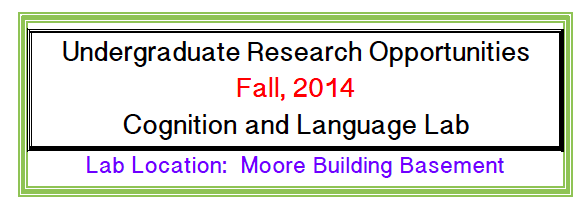 Undergraduate Research Opportunities
Fall, 2014
Cognition and Language Lab
Lab Location:  Moore Building Basement